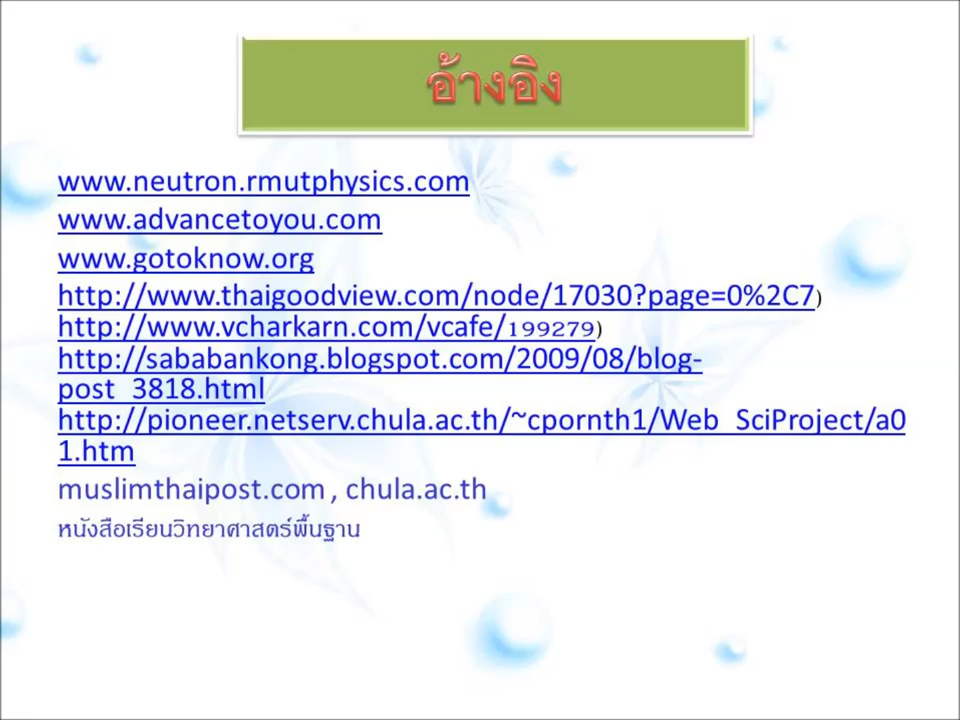 อ้างอิง
www.neutron.rmutphysics.com
www.advancetoyou.com
www.gotoknow.org
http://www.thaigoodview.com/node/17030?page=0%2C7)
http://www.vcharkarn.com/vcafe/199279)
http://sababankong.blogspot.com/2009/08/blog-
post_3818.html
http://pioneer.netserv.chula.ac.th/~cpornth1/Web_SciProject/a0
1.htm
muslimthaipost.com , chula.ac.th
หนังสือเรียนวิทยาศาสตร์พื้นฐาน